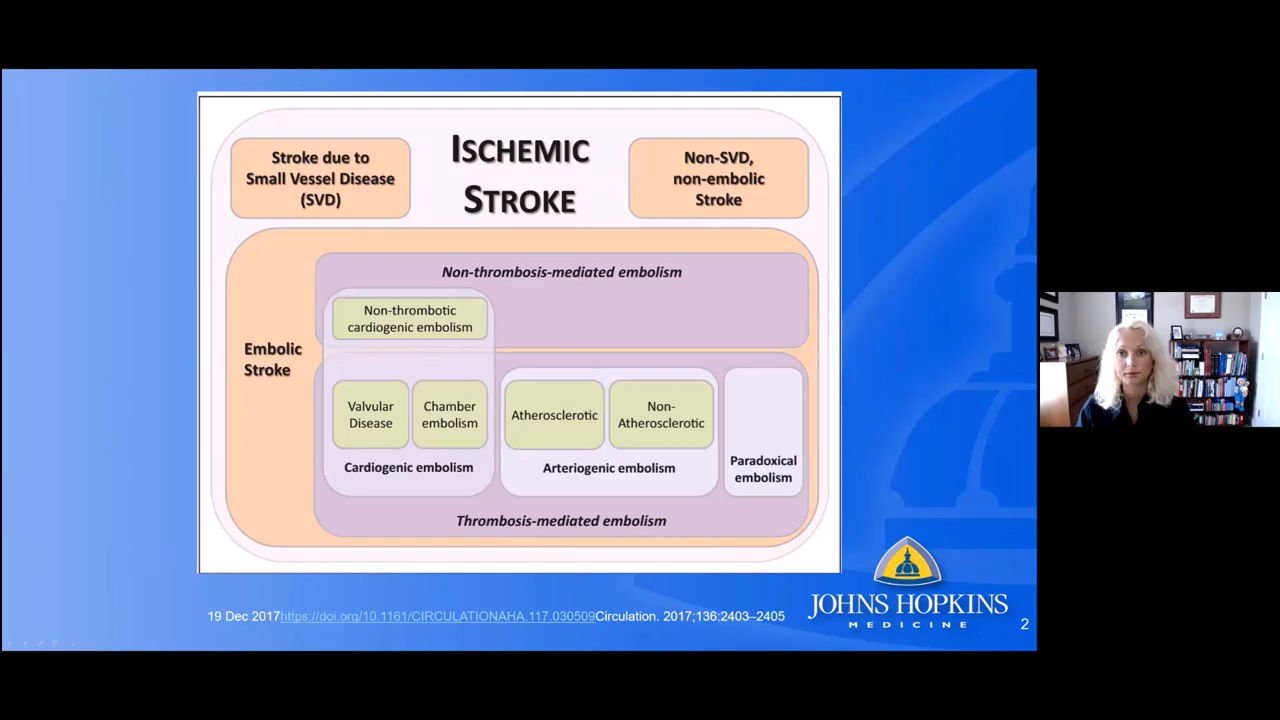 ISCHEMIC
STROKE
Stroke due to
Small Vessel Disease
(SVD)
Non-SVD,
non-embolic
Stroke
Non-thrombosis-mediated embolism
Non-thrombotic
cardiogenic embolism
Embolic
Stroke
Valvular
Disease
Chamber
embolism
Cardiogenic embolism
Atherosclerotic
Non-
Atherosclerotic
Arteriogenic embolism
Paradoxical
embolism
Thrombosis-mediated embolism
19 Dec 2017https://doi.org/10.1161/CIRCULATIONAHA.117.030509Circulation. 2017;136:2403–2405
JOHNS HOPKINS
MEDICINE
2